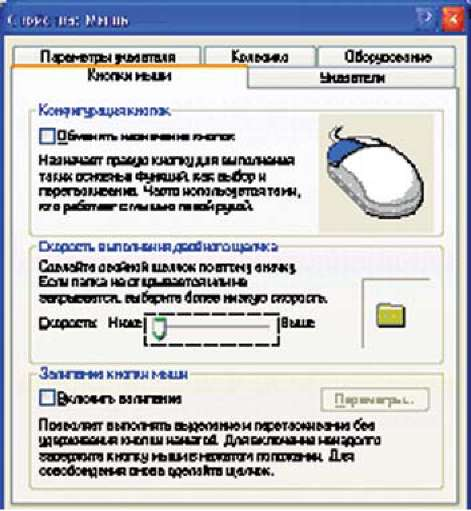 Свойства: Мышь
Параметры указателя Колесико Оборудование
Кнопки мыши Указатели
Конфигурация кнопок
Обменять назначение кнопок
Назначает правую кнопку для выполнения
таких основных функций, как выбор и
перетаскивание. Часто используется теми,
кто работает с мышью левой рукой.
Скорость выполнения двойного щелчка
Сделайте двойной щелчок по этому значку.
Если папка не открывается или не
закрывается, выберите более низкую скорость.
Скорость: Ниже Выше
Залипание кнопки мыши
Включить залипание Параметры...
Позволяет выполнять выделение и перетаскивание без
удерживания кнопки нажатой. Для включения ненадолго
задержите кнопку мыши в нажатом положении. Для
освобождения снова сделайте щелчок.